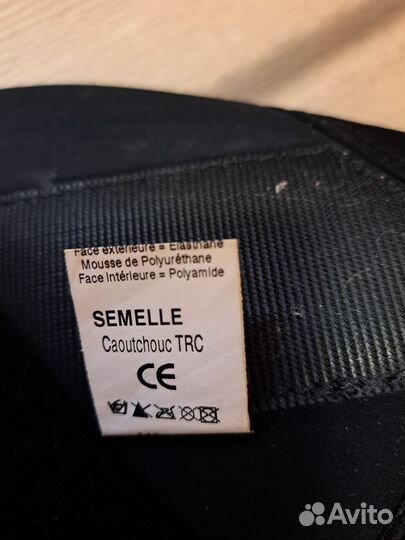 Face extérieure = Elasthane
Mousse de Polyuréthane
Face Intérieure = Polyamide
SEMELLE
Caoutchouc TRC
CE
Avito